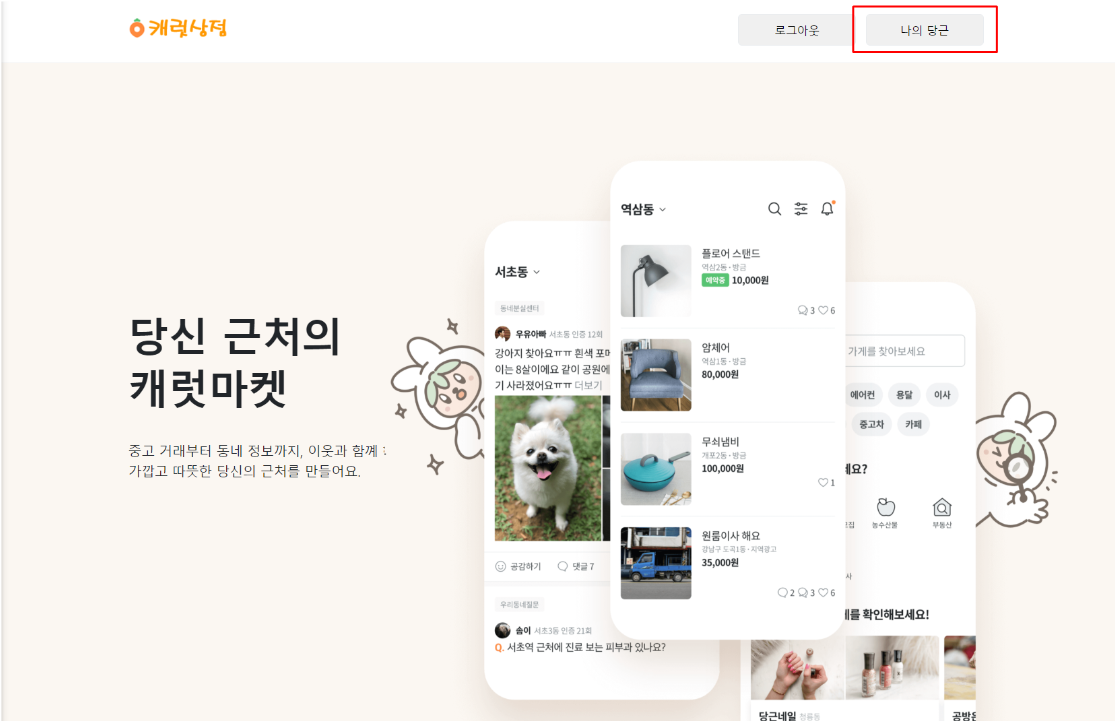 캐럿상점
로그아웃
나의 당근
당신 근처의
캐럿마켓
중고 거래부터 동네 정보까지, 이웃과 함께
가깝고 따뜻한 당신의 근처를 만들어요.
서초동
동네분실센터
우유아빠 서초동 인증 12회
강아지 찾아요ㅠㅠ 흰색 포메
이는 8살이에요 같이 공원에
기 사라졌어요ㅠㅠ 더보기
공감하기 댓글 7
우리동네질문
솜이 서초3동 인증 21회
Q. 서초역 근처에 진료 보는 피부과 있나요?
역삼동
플로어 스탠드
역삼2동 · 방금
예약중 10,000원
3 6
암체어
역삼1동 · 방금
80,000원
무쇠냄비
개포2동 · 방금
100,000원
1
원룸이사 해요
강남구 도곡1동 · 지역광고
35,000원
2 3 6
가게를 찾아보세요
에어컨 용달 이사
중고차 카페
요?
농수산물 부동산
사
를 확인해보세요!
당근네일
공방은